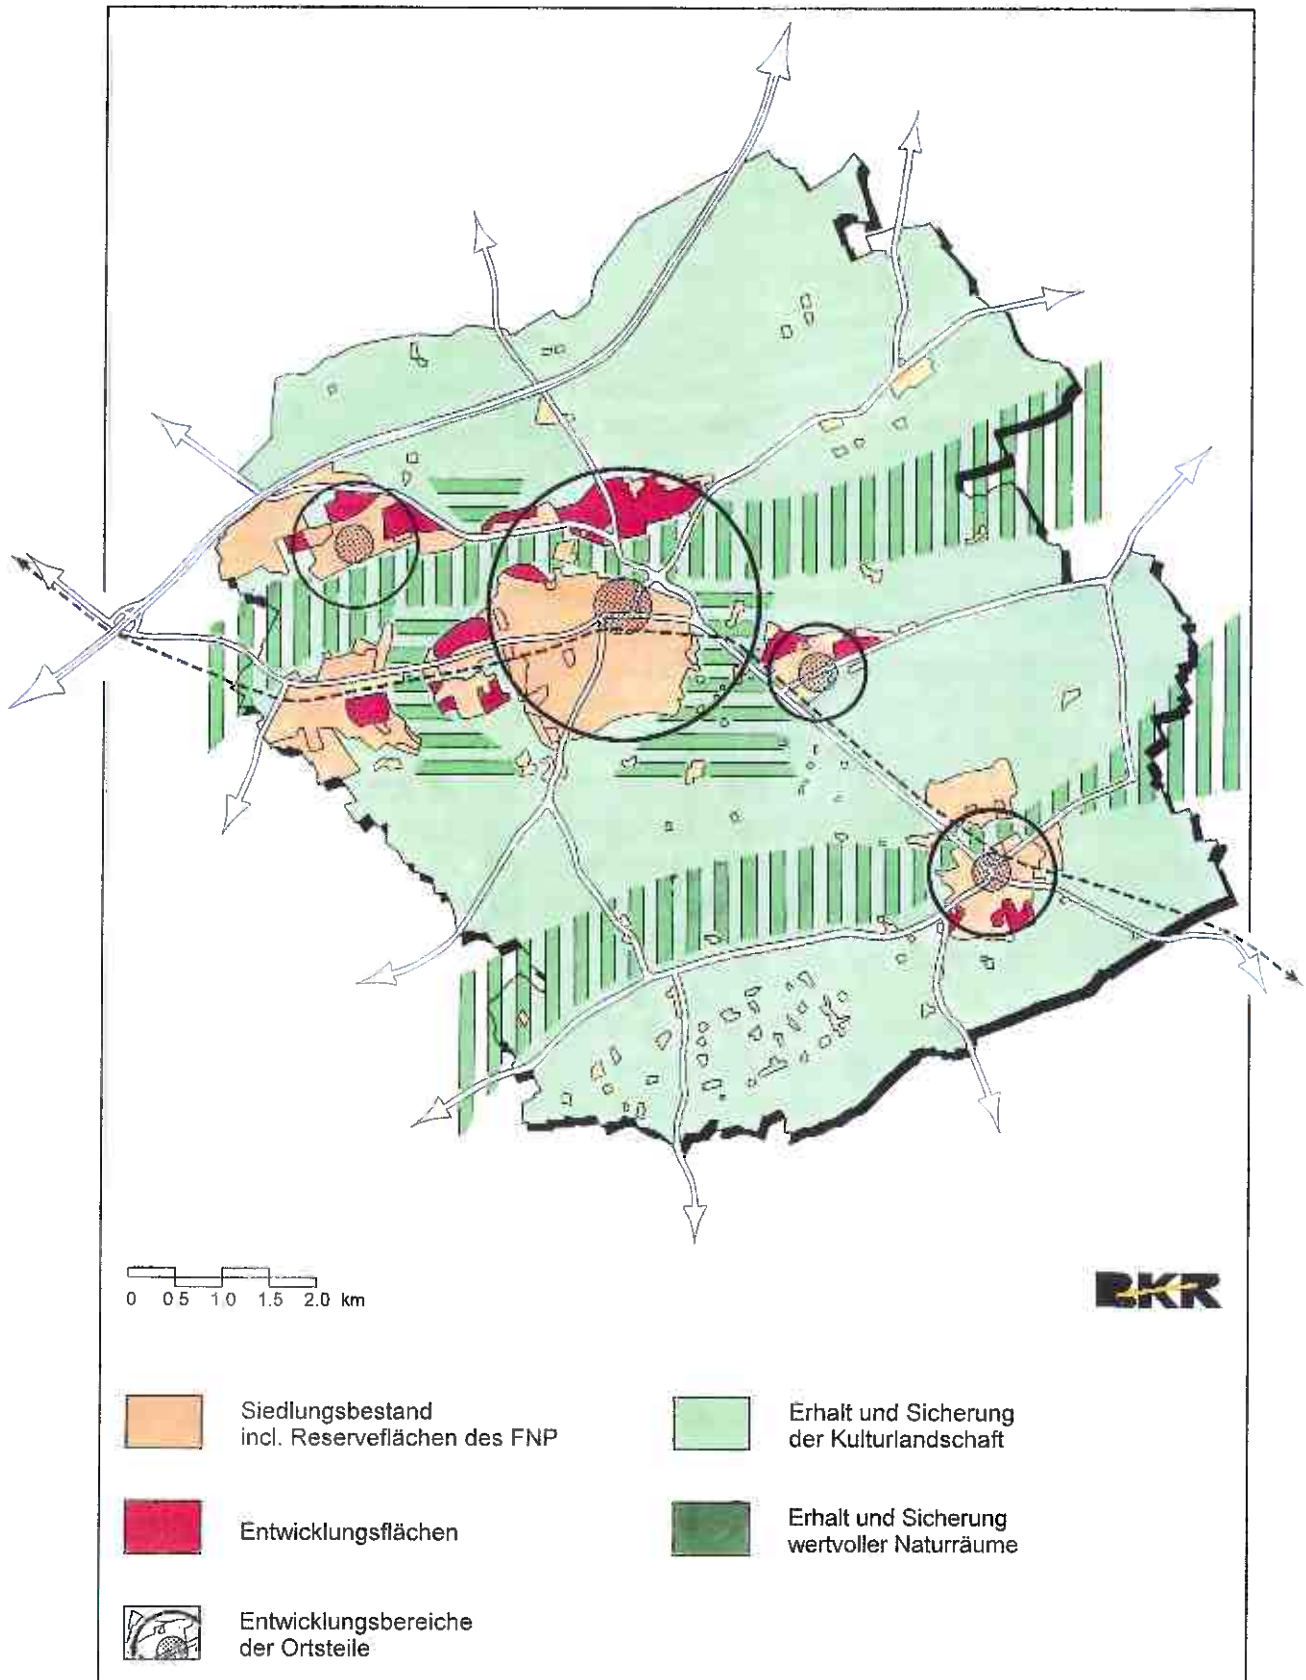 0 0 5 1 0 1.5 2.0 km
BKR
Siedlungsbestand
incl. Reserveflächen des FNP
Entwicklungsflächen
Entwicklungsbereiche
der Ortsteile
Erhalt und Sicherung
der Kulturlandschaft
Erhalt und Sicherung
wertvoller Naturräume